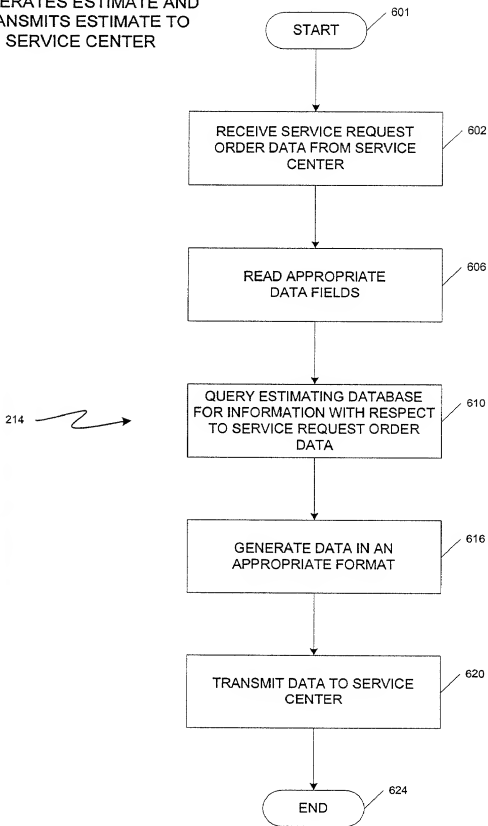 ERATES ESTIMATE AND
ANSMITS ESTIMATE TO
SERVICE CENTER
START
601
RECEIVE SERVICE REQUEST
ORDER DATA FROM SERVICE
CENTER
602
READ APPROPRIATE
DATA FIELDS
606
214
QUERY ESTIMATING DATABASE
FOR INFORMATION WITH RESPECT
TO SERVICE REQUEST ORDER
DATA
610
GENERATE DATA IN AN
APPROPRIATE FORMAT
616
TRANSMIT DATA TO SERVICE
CENTER
620
END
624